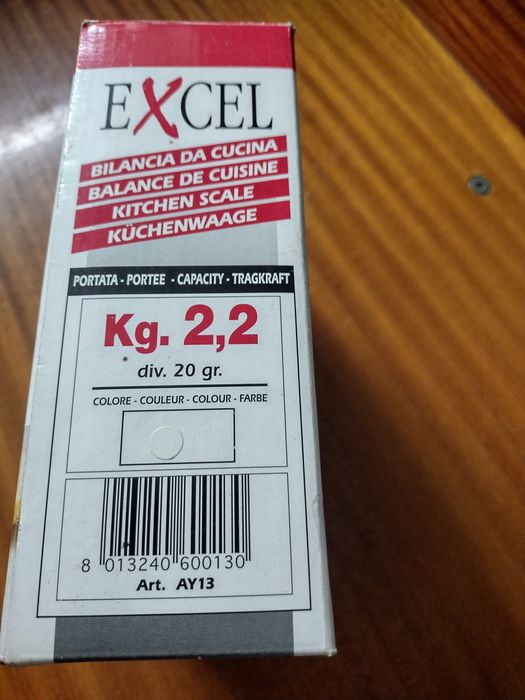 EXCEL
BILANCIA DA CUCINA
BALANCE DE CUISINE
KITCHEN SCALE
KÜCHENWAAGE
PORTATA - PORTEE - CAPACITY - TRAGKRAFT
Kg. 2,2
div. 20 gr.
COLORE - COULEUR - COLOUR - FARBE
8 013240 600130
Art. AY13